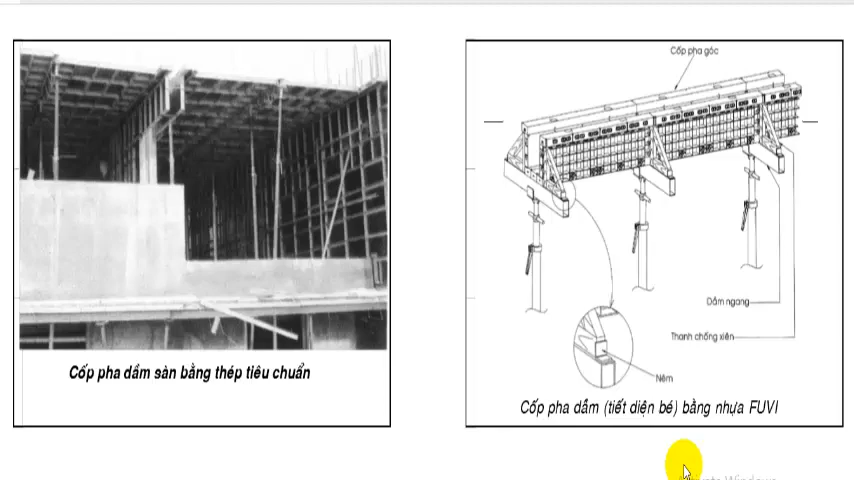 Cốp pha dầm sàn bằng thép tiêu chuẩn
Cốp pha góc
Dầm ngang
Thanh chống xiên
Nêm
Cốp pha dầm (tiết diện bé) bằng nhựa FUVI